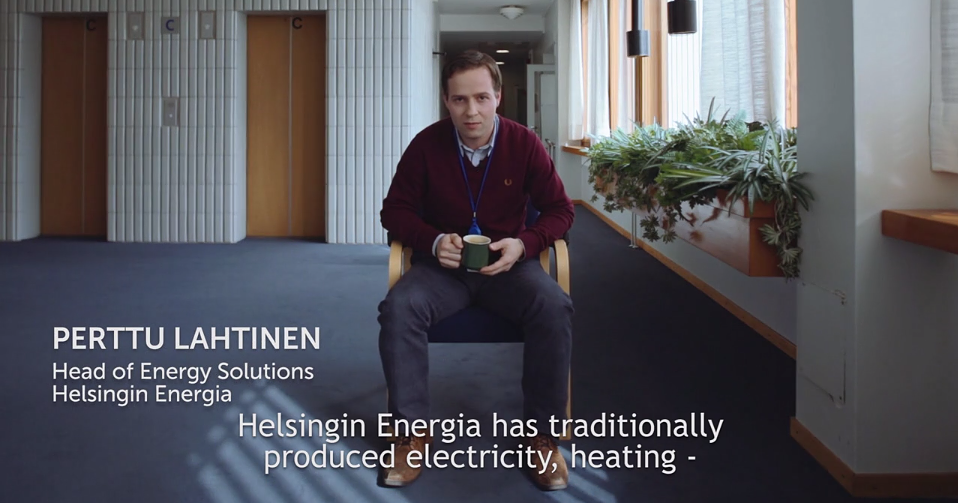 C
C
C
PERTTU LAHTINEN
Head of Energy Solutions
Helsingin Energia
Helsingin Energia has traditionally
produced electricity, heating -